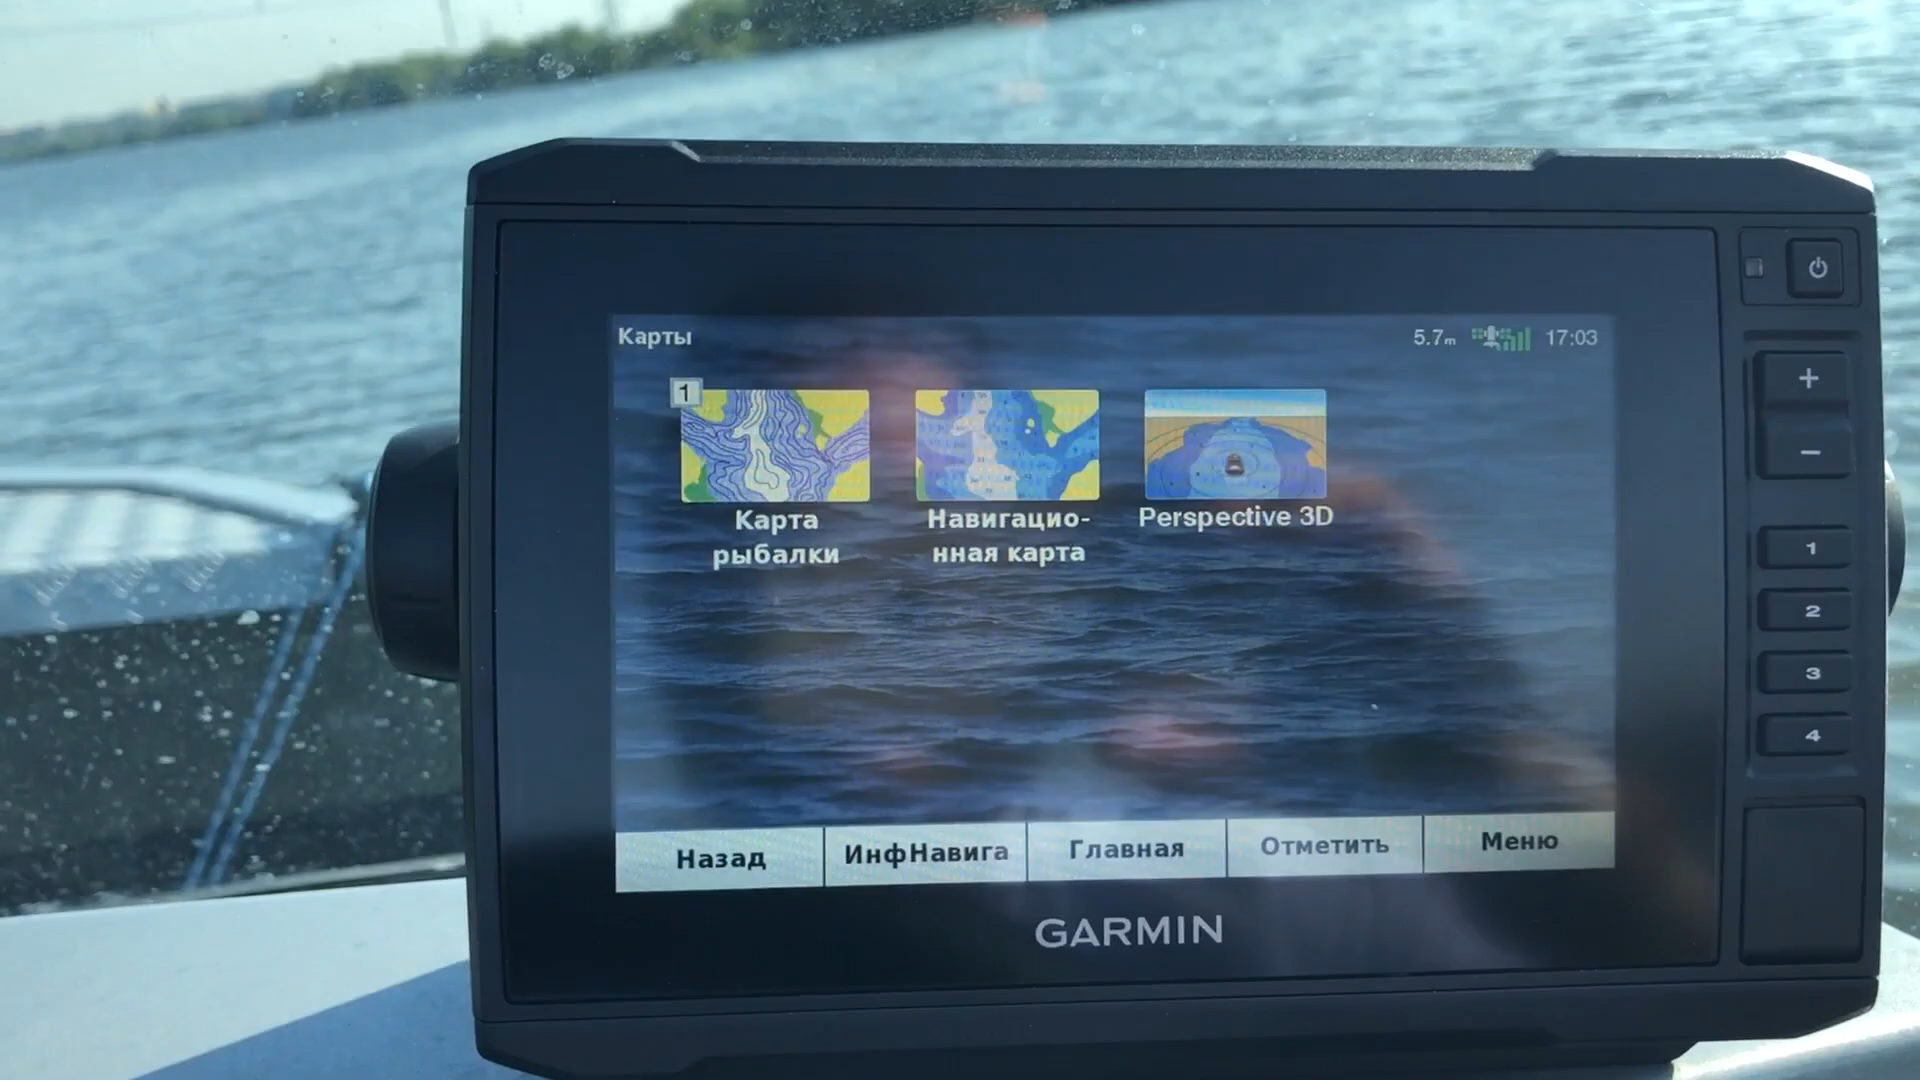 Карты
5.7m
17:03
1
Карта
рыбалки
Навигацио-
нная карта
Perspective 3D
Назад
ИнфНавига
Главная
Отметить
Меню
GARMIN
+
−
1
2
3
4